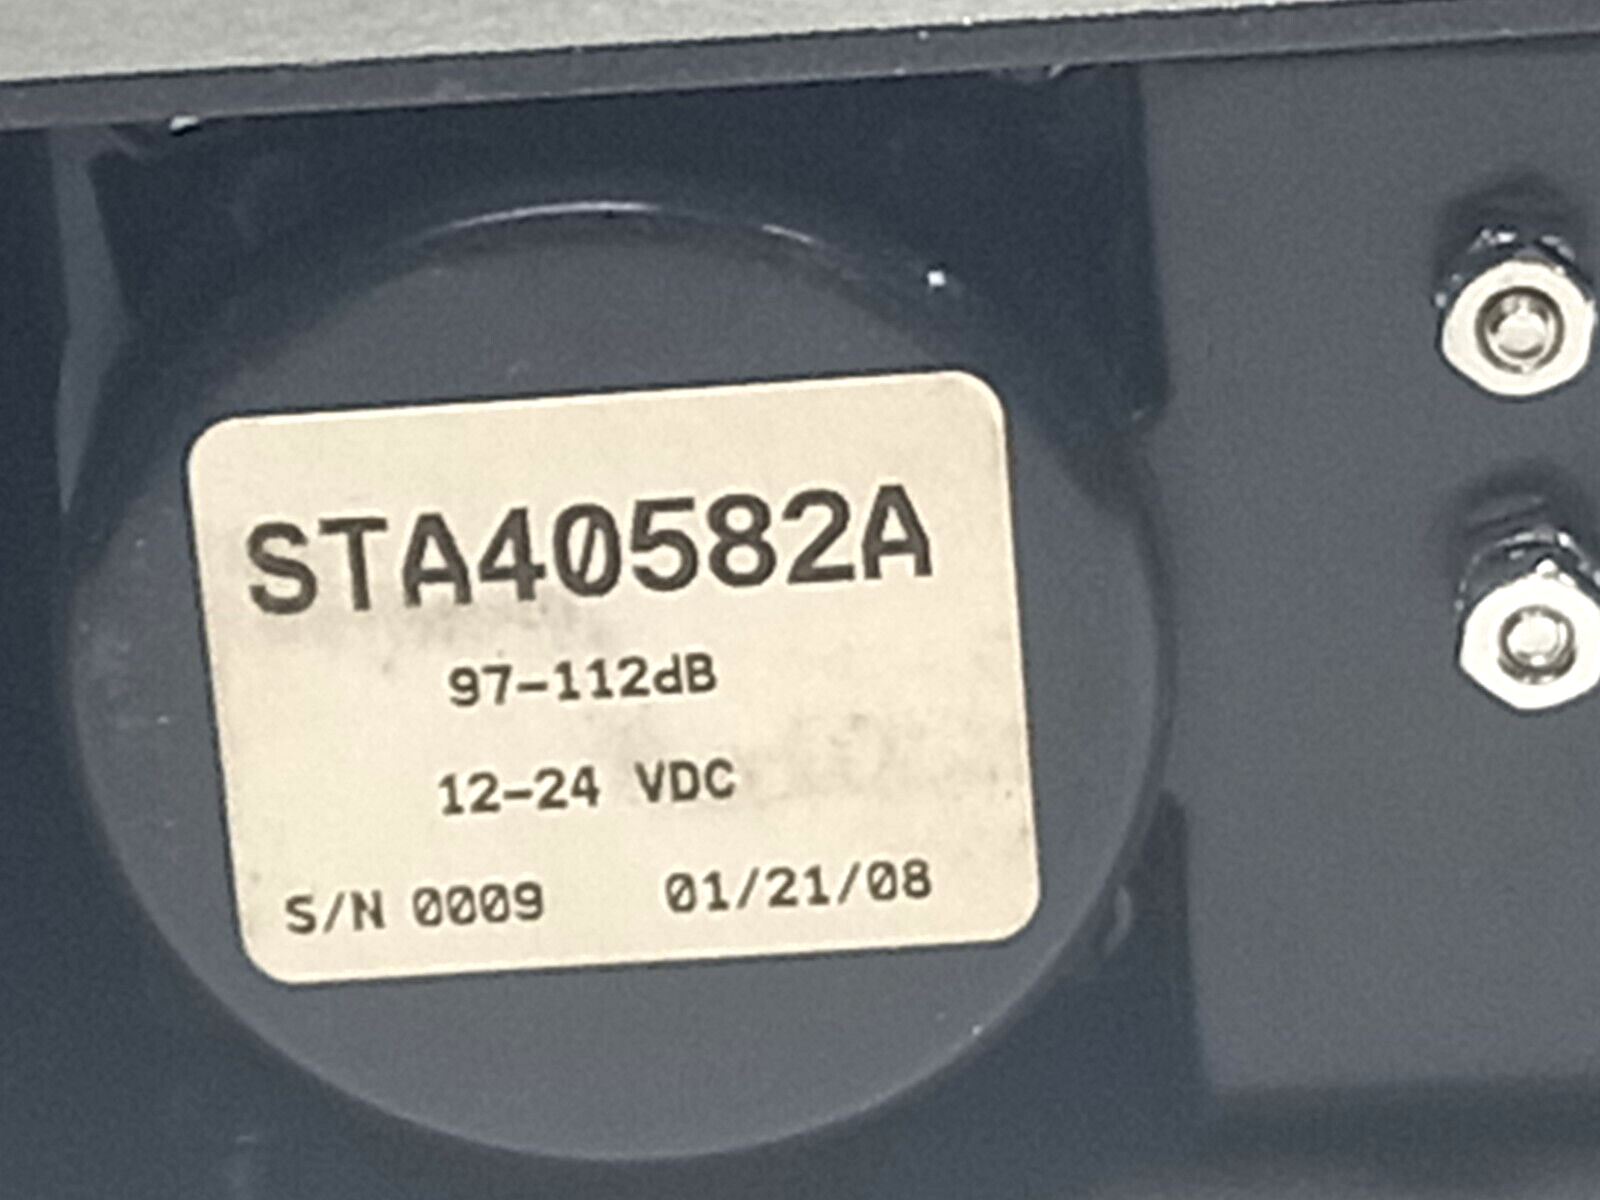 STA40582A
97-112dB
12-24 VDC
S/N 0009 01/21/08